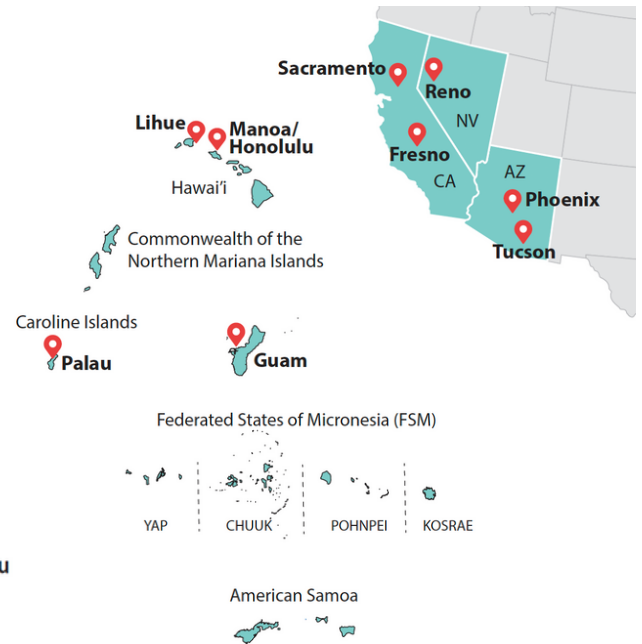 Sacramento
Reno
NV
Lihue
Manoa/
Honolulu
Fresno
Hawai’i
CA
AZ
Phoenix
Tucson
Commonwealth of the
Northern Mariana Islands
Caroline Islands
Palau
Guam
Federated States of Micronesia (FSM)
YAP
CHUUK
POHNPEI
KOSRAE
u
American Samoa